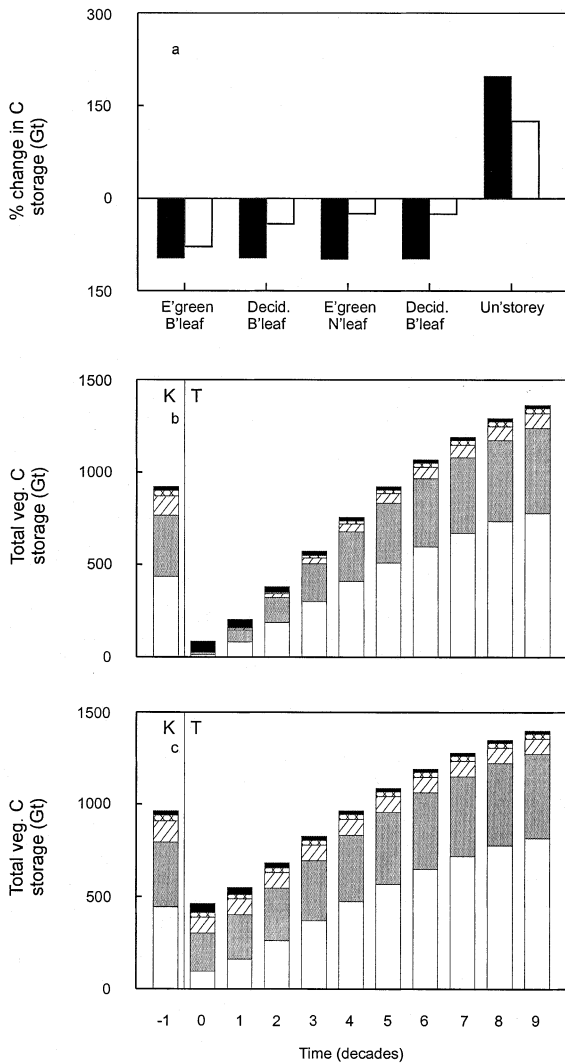 300
a
150
% change in C
storage (Gt)
0
150
E'green
B'leaf
Decid.
B'leaf
E'green
N'leaf
Decid.
B'leaf
Un'storey
1500
K T
b
1000
Total veg. C
storage (Gt)
500
0
1500
K T
c
1000
Total veg. C
storage (Gt)
500
0
-1 0 1 2 3 4 5 6 7 8 9
Time (decades)